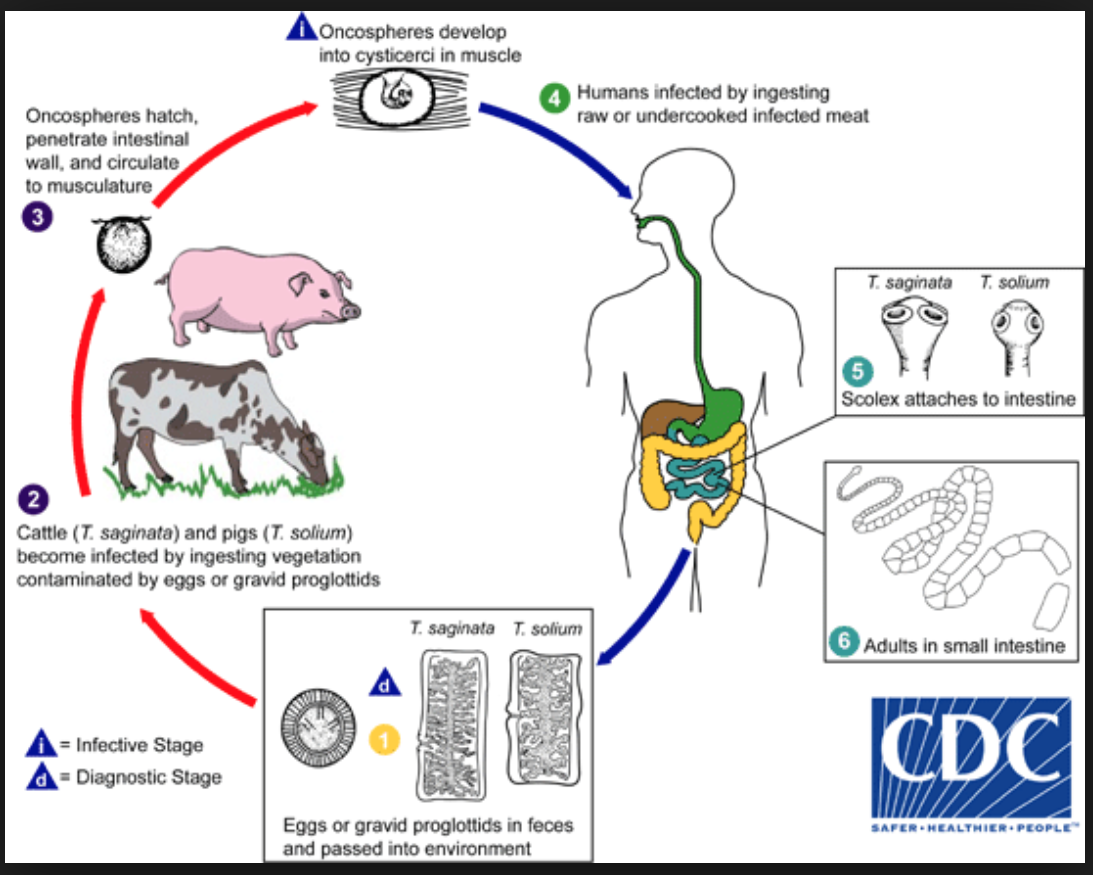 i
Oncospheres develop
into cysticerci in muscle
4
Humans infected by ingesting
raw or undercooked infected meat
Oncospheres hatch,
penetrate intestinal
wall, and circulate
to musculature
3
T. saginata T. solium
5
Scolex attaches to intestine
2
Cattle (T. saginata) and pigs (T. solium)
become infected by ingesting vegetation
contaminated by eggs or gravid proglottids
6 Adults in small intestine
T. saginata T. solium
d
1
Eggs or gravid proglottids in feces
and passed into environment
i = Infective Stage
d = Diagnostic Stage
CDC
SAFER•HEALTHIER•PEOPLE™